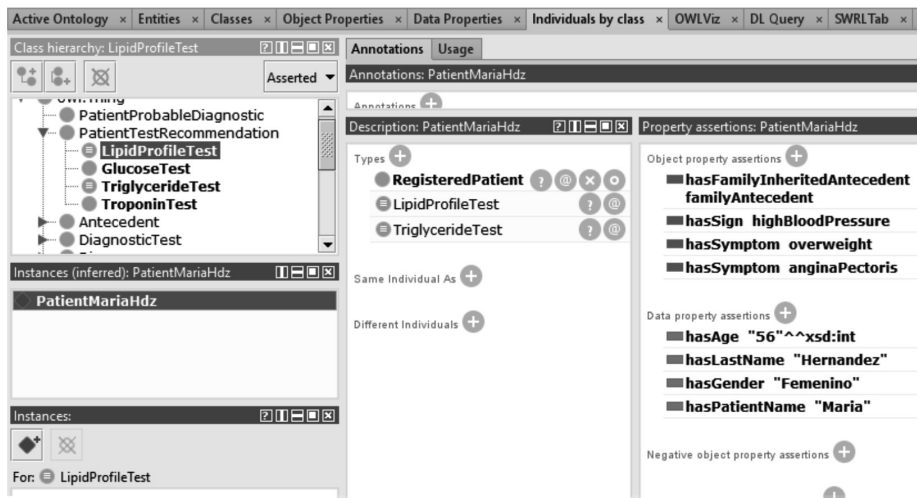 Active Ontology × Entities × Classes × Object Properties × Data Properties × Individuals by class × OWLViz × DL Query × SWRLTab ×
Class hierarchy: LipidProfileTest
Asserted
PatientProbableDiagnostic
PatientTestRecommendation
LipidProfileTest
GlucoseTest
TriglycerideTest
TroponinTest
Antecedent
DiagnosticTest
Instances (inferred): PatientMariaHdz
PatientMariaHdz
Instances:
For: LipidProfileTest
Annotations Usage
Annotations: PatientMariaHdz
Annotations
Description: PatientMariaHdz
Types
RegisteredPatient
LipidProfileTest
TriglycerideTest
Same Individual As
Different Individuals
Property assertions: PatientMariaHdz
Object property assertions
hasFamilyInheritedAntecedent
familyAntecedent
hasSign highBloodPressure
hasSymptom overweight
hasSymptom anginaPectoris
Data property assertions
hasAge "56"^^xsd:int
hasLastName "Hernandez"
hasGender "Femenino"
hasPatientName "Maria"
Negative object property assertions